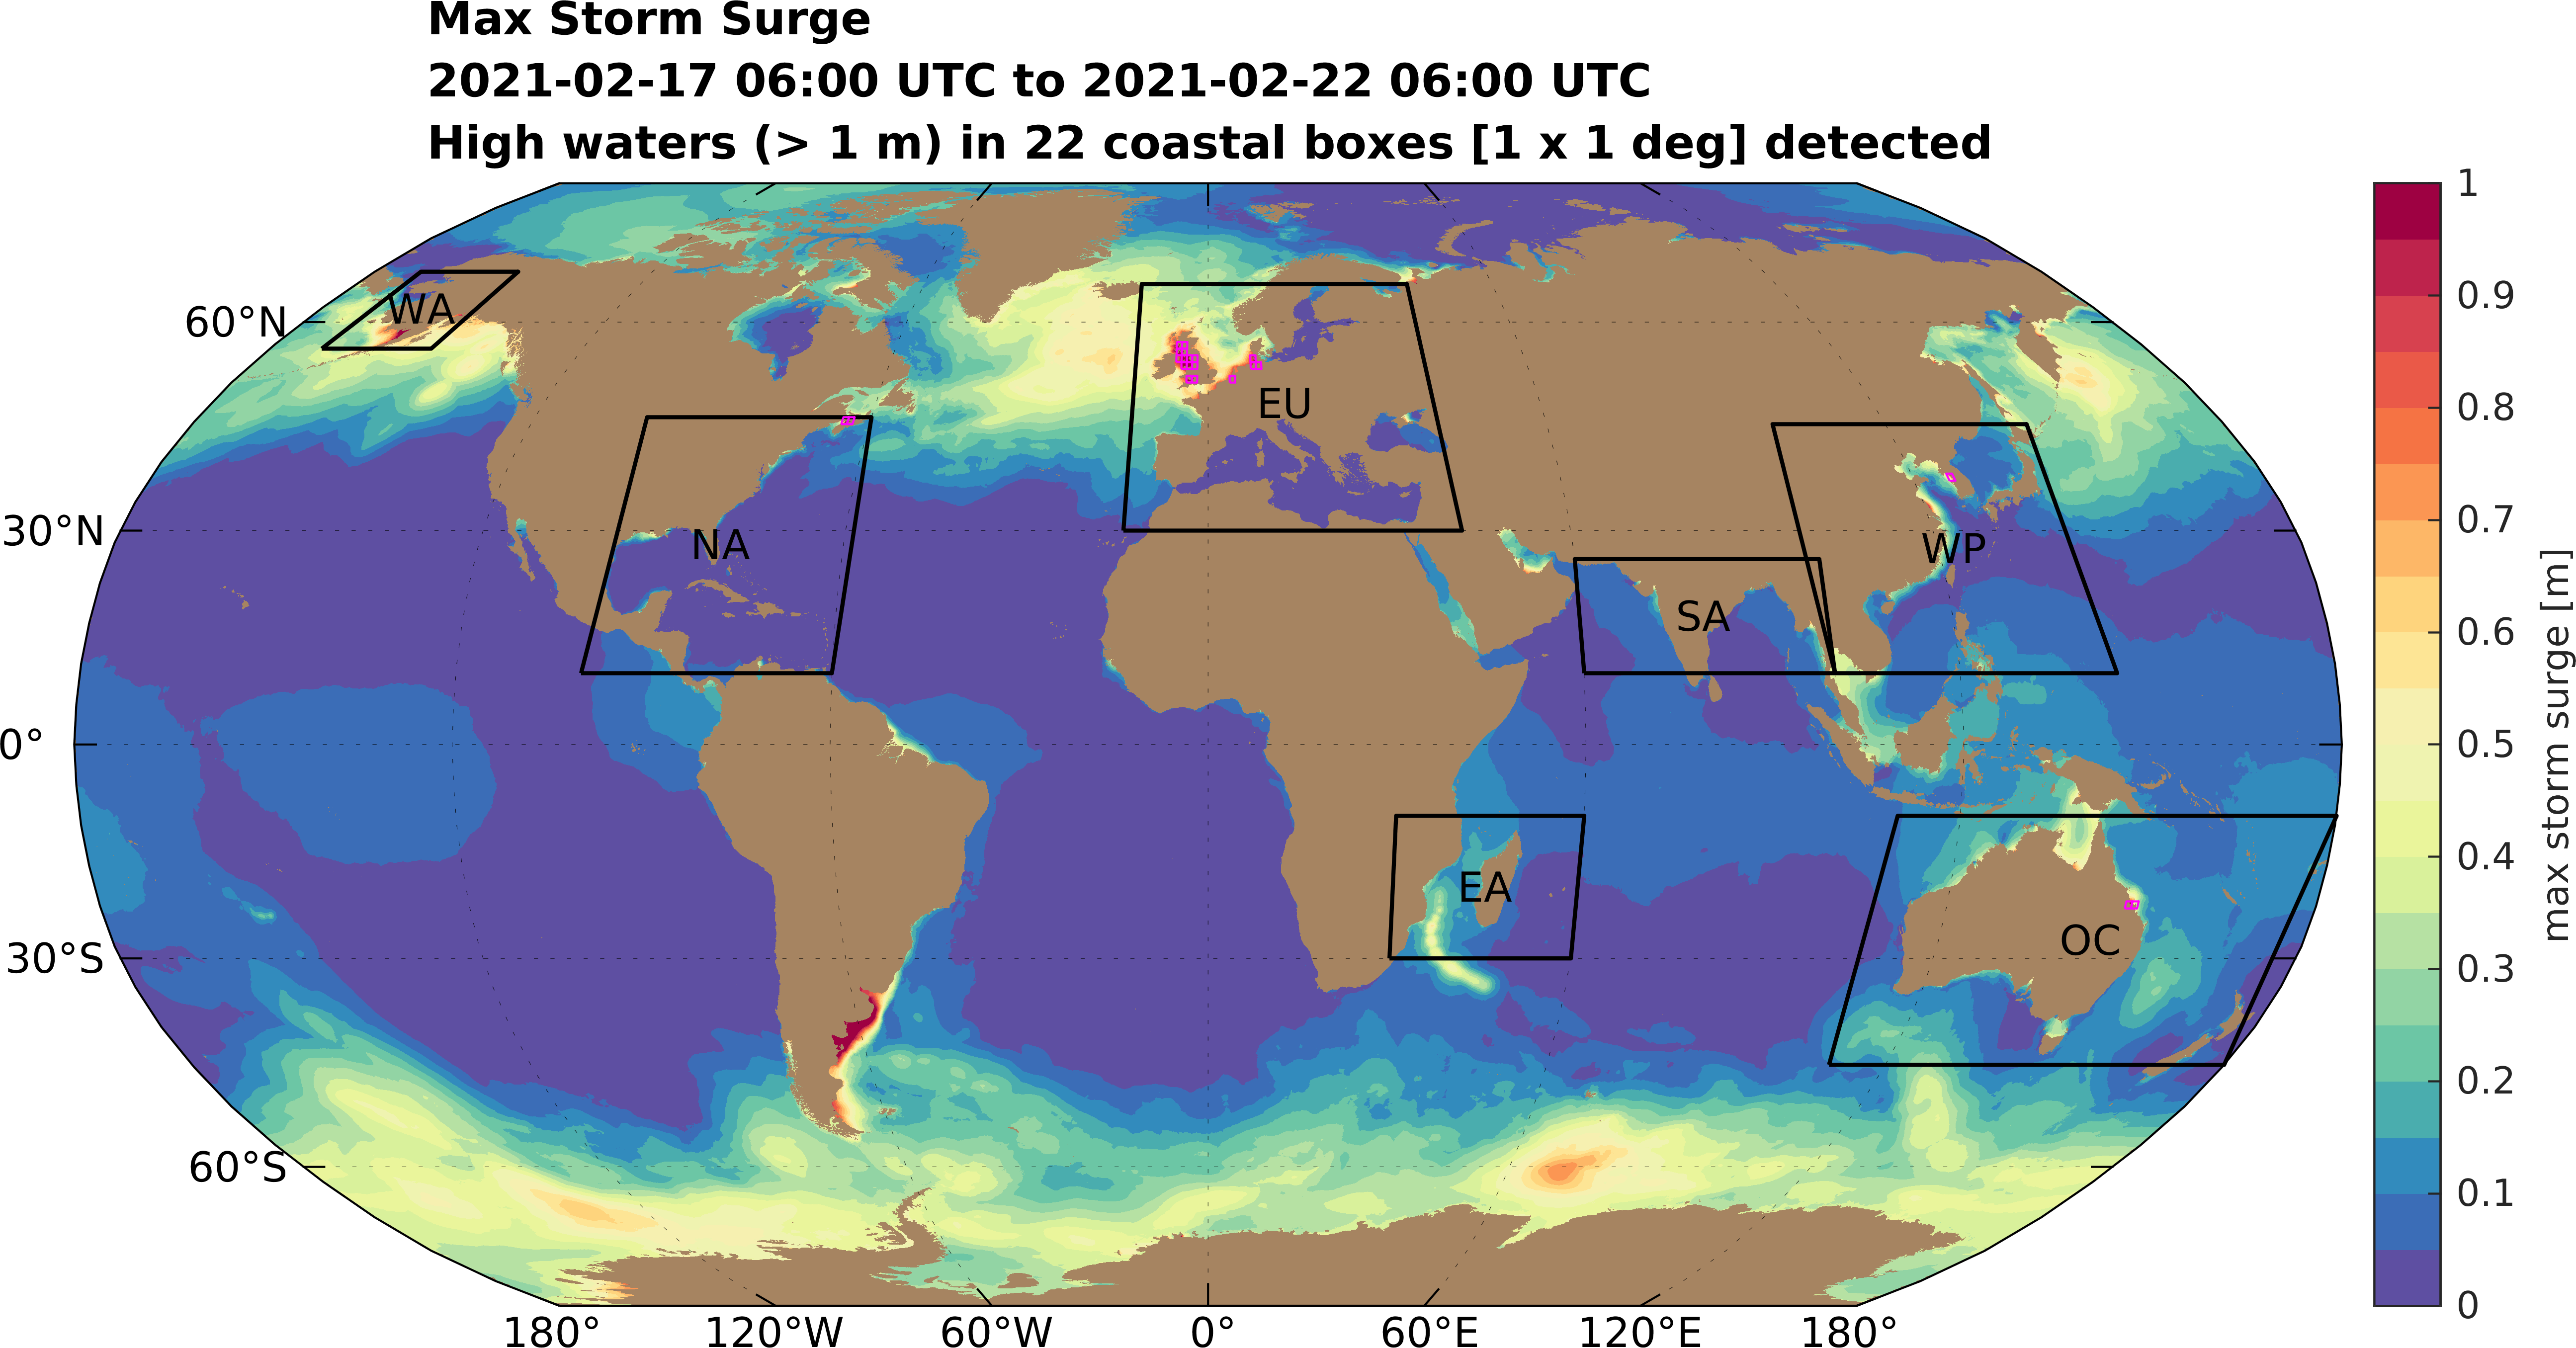 Max Storm Surge
2021-02-17 06:00 UTC to 2021-02-22 06:00 UTC
High waters (> 1 m) in 22 coastal boxes [1 x 1 deg] detected
60°N
30°N
0°
30°S
60°S
180°
120°W
60°W
0°
60°E
120°E
180°
WA
NA
EU
SA
WP
EA
OC
1
0.9
0.8
0.7
0.6
0.5
0.4
0.3
0.2
0.1
0
max storm surge [m]